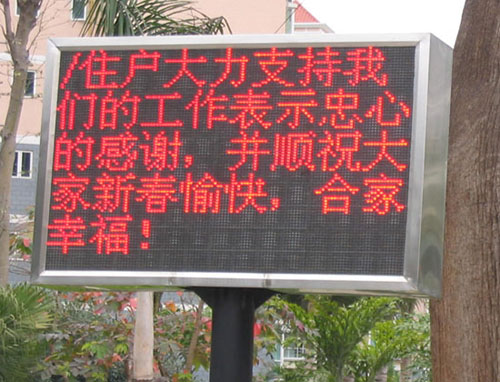 /住户大力支持我
们的工作表示忠心
的感谢，并顺祝大
家新春愉快，合家
幸福！